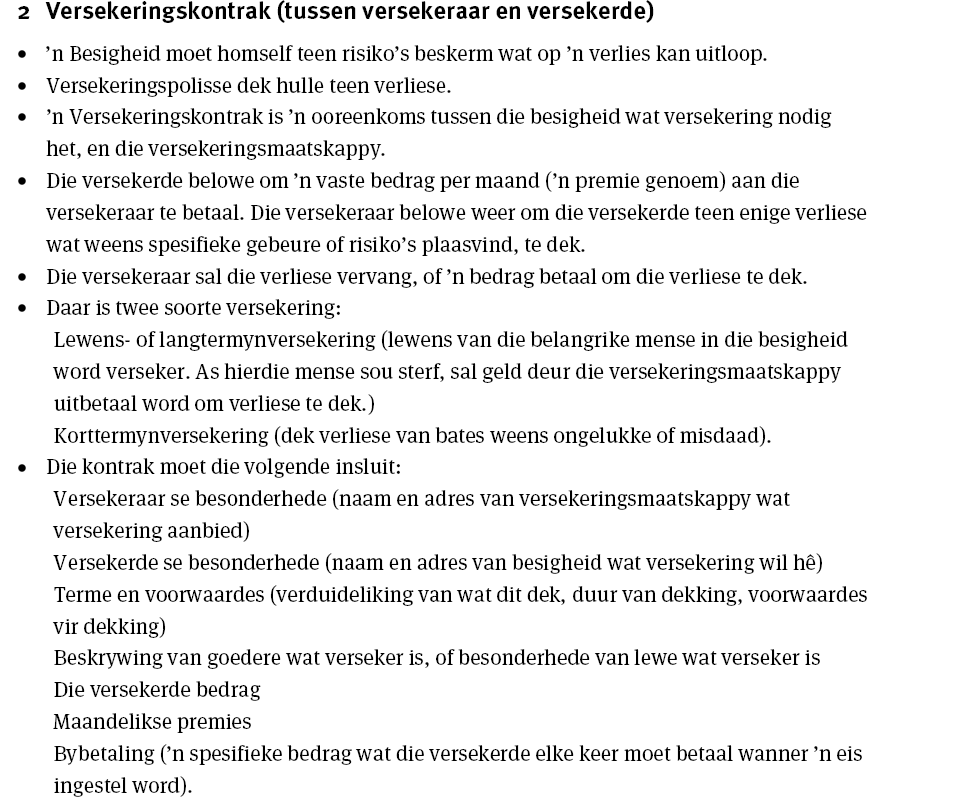 2 Versekeringskontrak (tussen versekeraar en versekerde)
• ’n Besigheid moet homself teen risiko’s beskerm wat op ’n verlies kan uitloop.
• Versekeringspolisse dek hulle teen verliese.
• ’n Versekeringskontrak is ’n ooreenkoms tussen die besigheid wat versekering nodig
het, en die versekeringsmaatskappy.
• Die versekerde belowe om ’n vaste bedrag per maand (’n premie genoem) aan die
versekeraar te betaal. Die versekeraar belowe weer om die versekerde teen enige verliese
wat weens spesifieke gebeure of risiko’s plaasvind, te dek.
• Die versekeraar sal die verliese vervang, of ’n bedrag betaal om die verliese te dek.
• Daar is twee soorte versekering:
Lewens- of langtermynversekering (lewens van die belangrike mense in die besigheid
word verseker. As hierdie mense sou sterf, sal geld deur die versekeringsmaatskappy
uitbetaal word om verliese te dek.)
Korttermynversekering (dek verliese van bates weens ongelukke of misdaad).
• Die kontrak moet die volgende insluit:
Versekeraar se besonderhede (naam en adres van versekeringsmaatskappy wat
versekering aanbied)
Versekerde se besonderhede (naam en adres van besigheid wat versekering wil hê)
Terme en voorwaardes (verduideliking van wat dit dek, duur van dekking, voorwaardes
vir dekking)
Beskrywing van goedere wat verseker is, of besonderhede van lewe wat verseker is
Die versekerde bedrag
Maandelikse premies
Bybetaling (’n spesifieke bedrag wat die versekerde elke keer moet betaal wanner ’n eis
ingestel word).